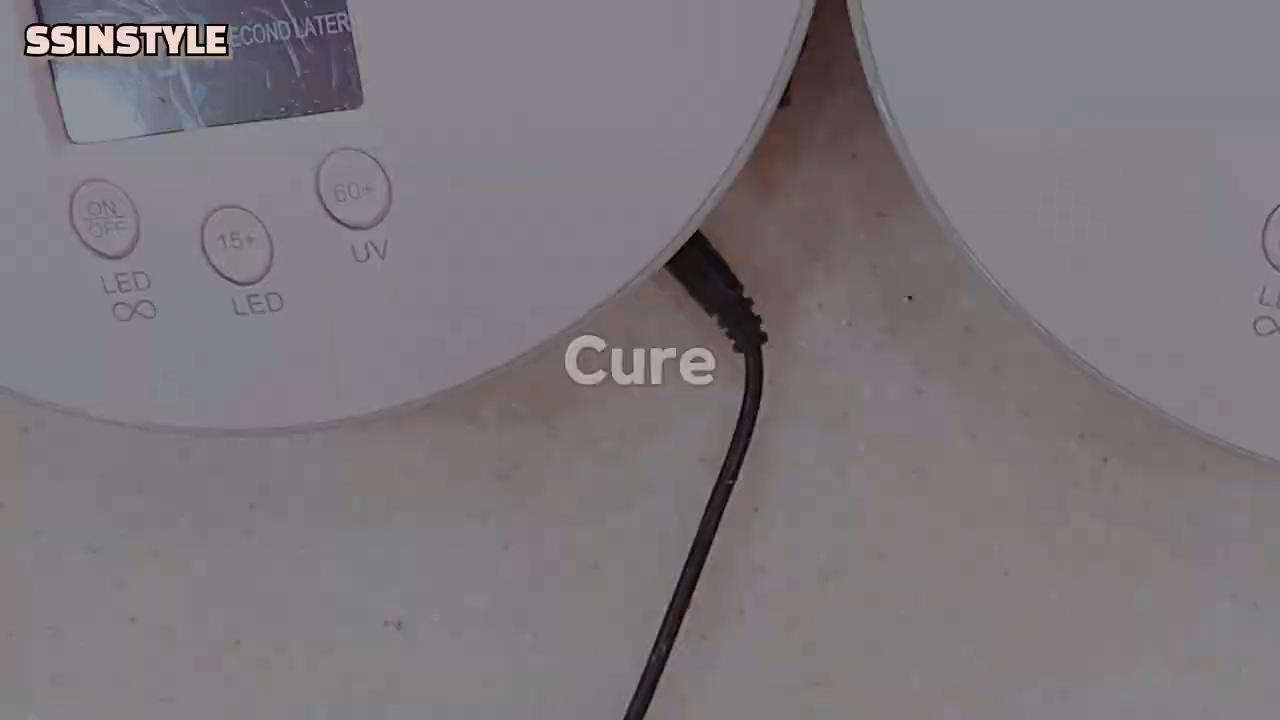 SSINSTYLE
ECOND LATER
ON
OFF
15+
60+
LED
∞
LED
UV
Cure